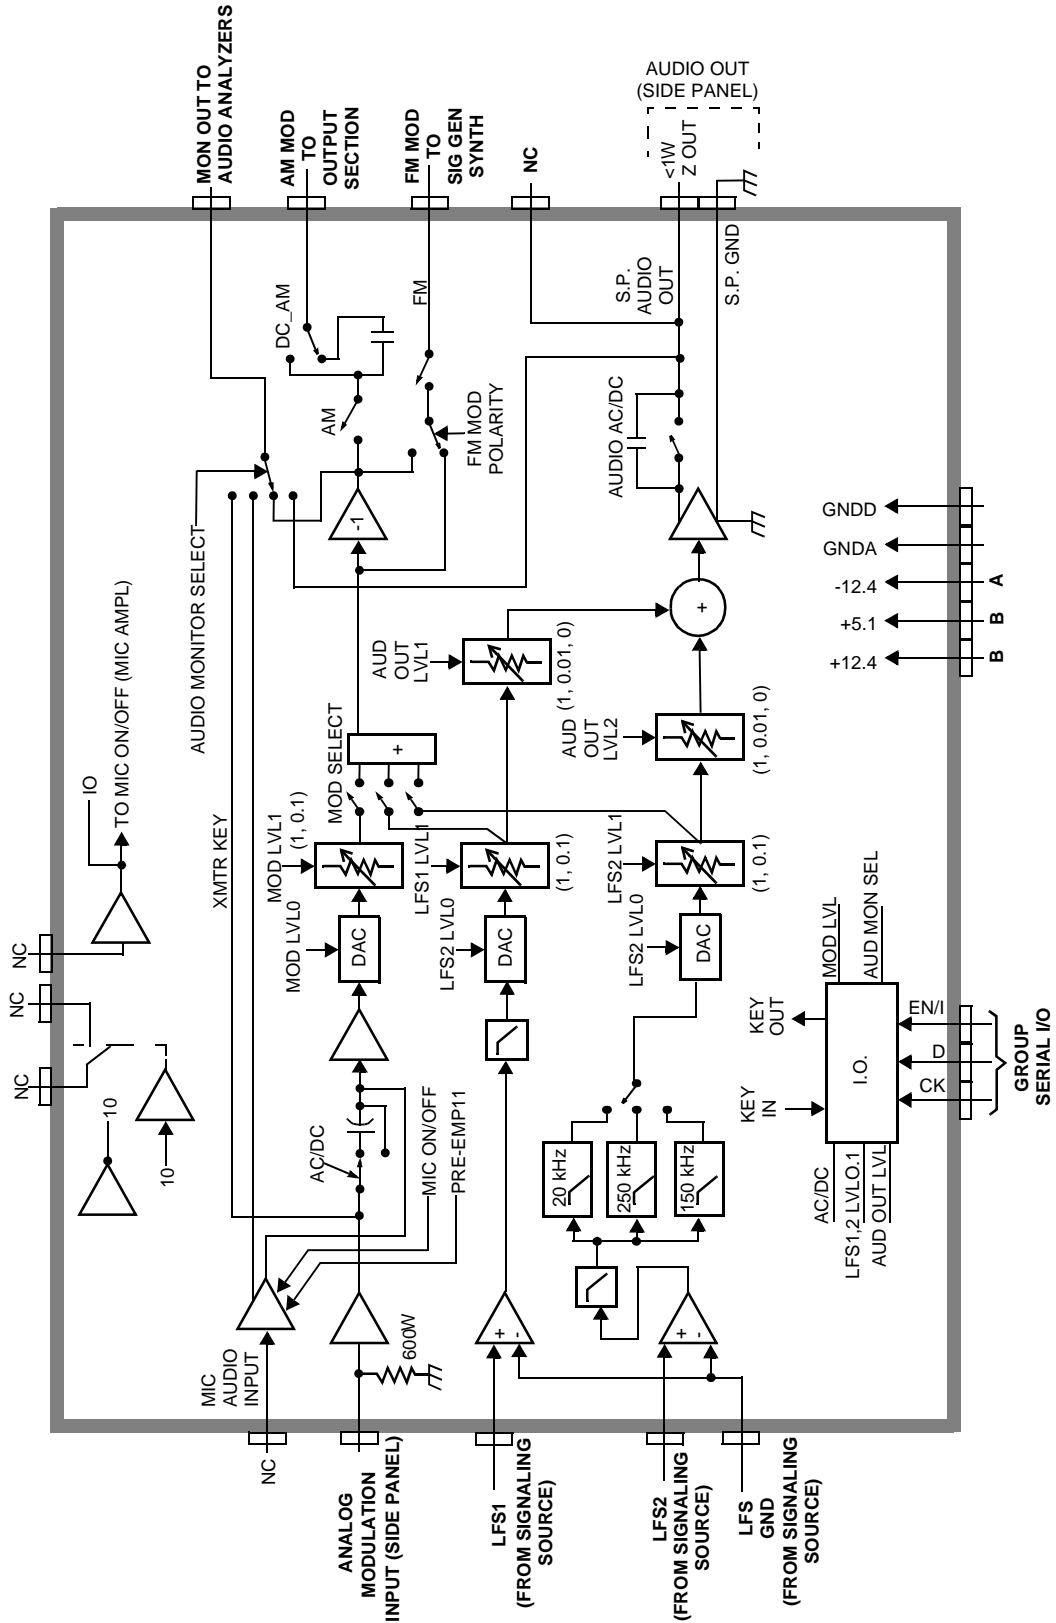 MON OUT TO
AUDIO ANALYZERS
AM MOD
TO
OUTPUT
SECTION
FM MOD
TO
SIG GEN
SYNTH
NC
AUDIO OUT
(SIDE PANEL)
<1W
Z OUT
DC_AM
FM
S.P.
AUDIO
OUT
S.P. GND
AM
FM MOD
POLARITY
AUDIO AC/DC
-1
+
AUDIO MONITOR SELECT
TO MIC ON/OFF (MIC AMPL)
IO
XMTR KEY
MOD SELECT
+
AUD
OUT
LVL1
(1, 0.01, 0)
AUD
OUT
LVL2
(1, 0.01, 0)
GNDD
GNDA
-12.4
+5.1
+12.4
A
B
B
MOD LVL1
(1, 0.1)
LFS1 LVL1
(1, 0.1)
LFS2 LVL1
(1, 0.1)
MOD LVL0
DAC
LFS2 LVL0
DAC
LFS2 LVL0
DAC
NC
NC
NC
10
10
AC/DC
MIC ON/OFF
PRE-EMP11
20 kHz
250 kHz
150 kHz
KEY
OUT
KEY
IN
MOD LVL
AUD MON SEL
I.O.
EN/I
D
CK
GROUP
SERIAL I/O
AC/DC
LFS1,2 LVLO.1
AUD OUT LVL
MIC
AUDIO
INPUT
600W
+
-
+
-
NC
ANALOG
MODULATION
INPUT (SIDE PANEL)
LFS1
(FROM SIGNALING
SOURCE)
LFS2
(FROM SIGNALING
SOURCE)
LFS
GND
(FROM SIGNALING
SOURCE)